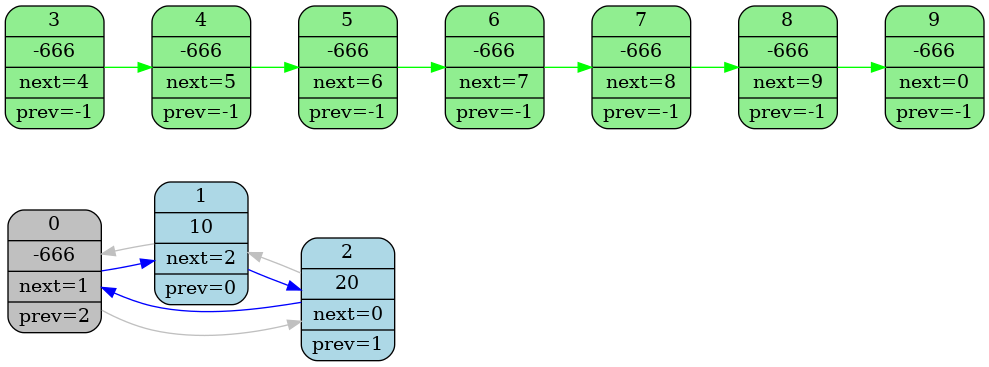 3
-666
next=4
prev=-1
4
-666
next=5
prev=-1
5
-666
next=6
prev=-1
6
-666
next=7
prev=-1
7
-666
next=8
prev=-1
8
-666
next=9
prev=-1
9
-666
next=0
prev=-1
0
-666
next=1
prev=2
1
10
next=2
prev=0
2
20
next=0
prev=1